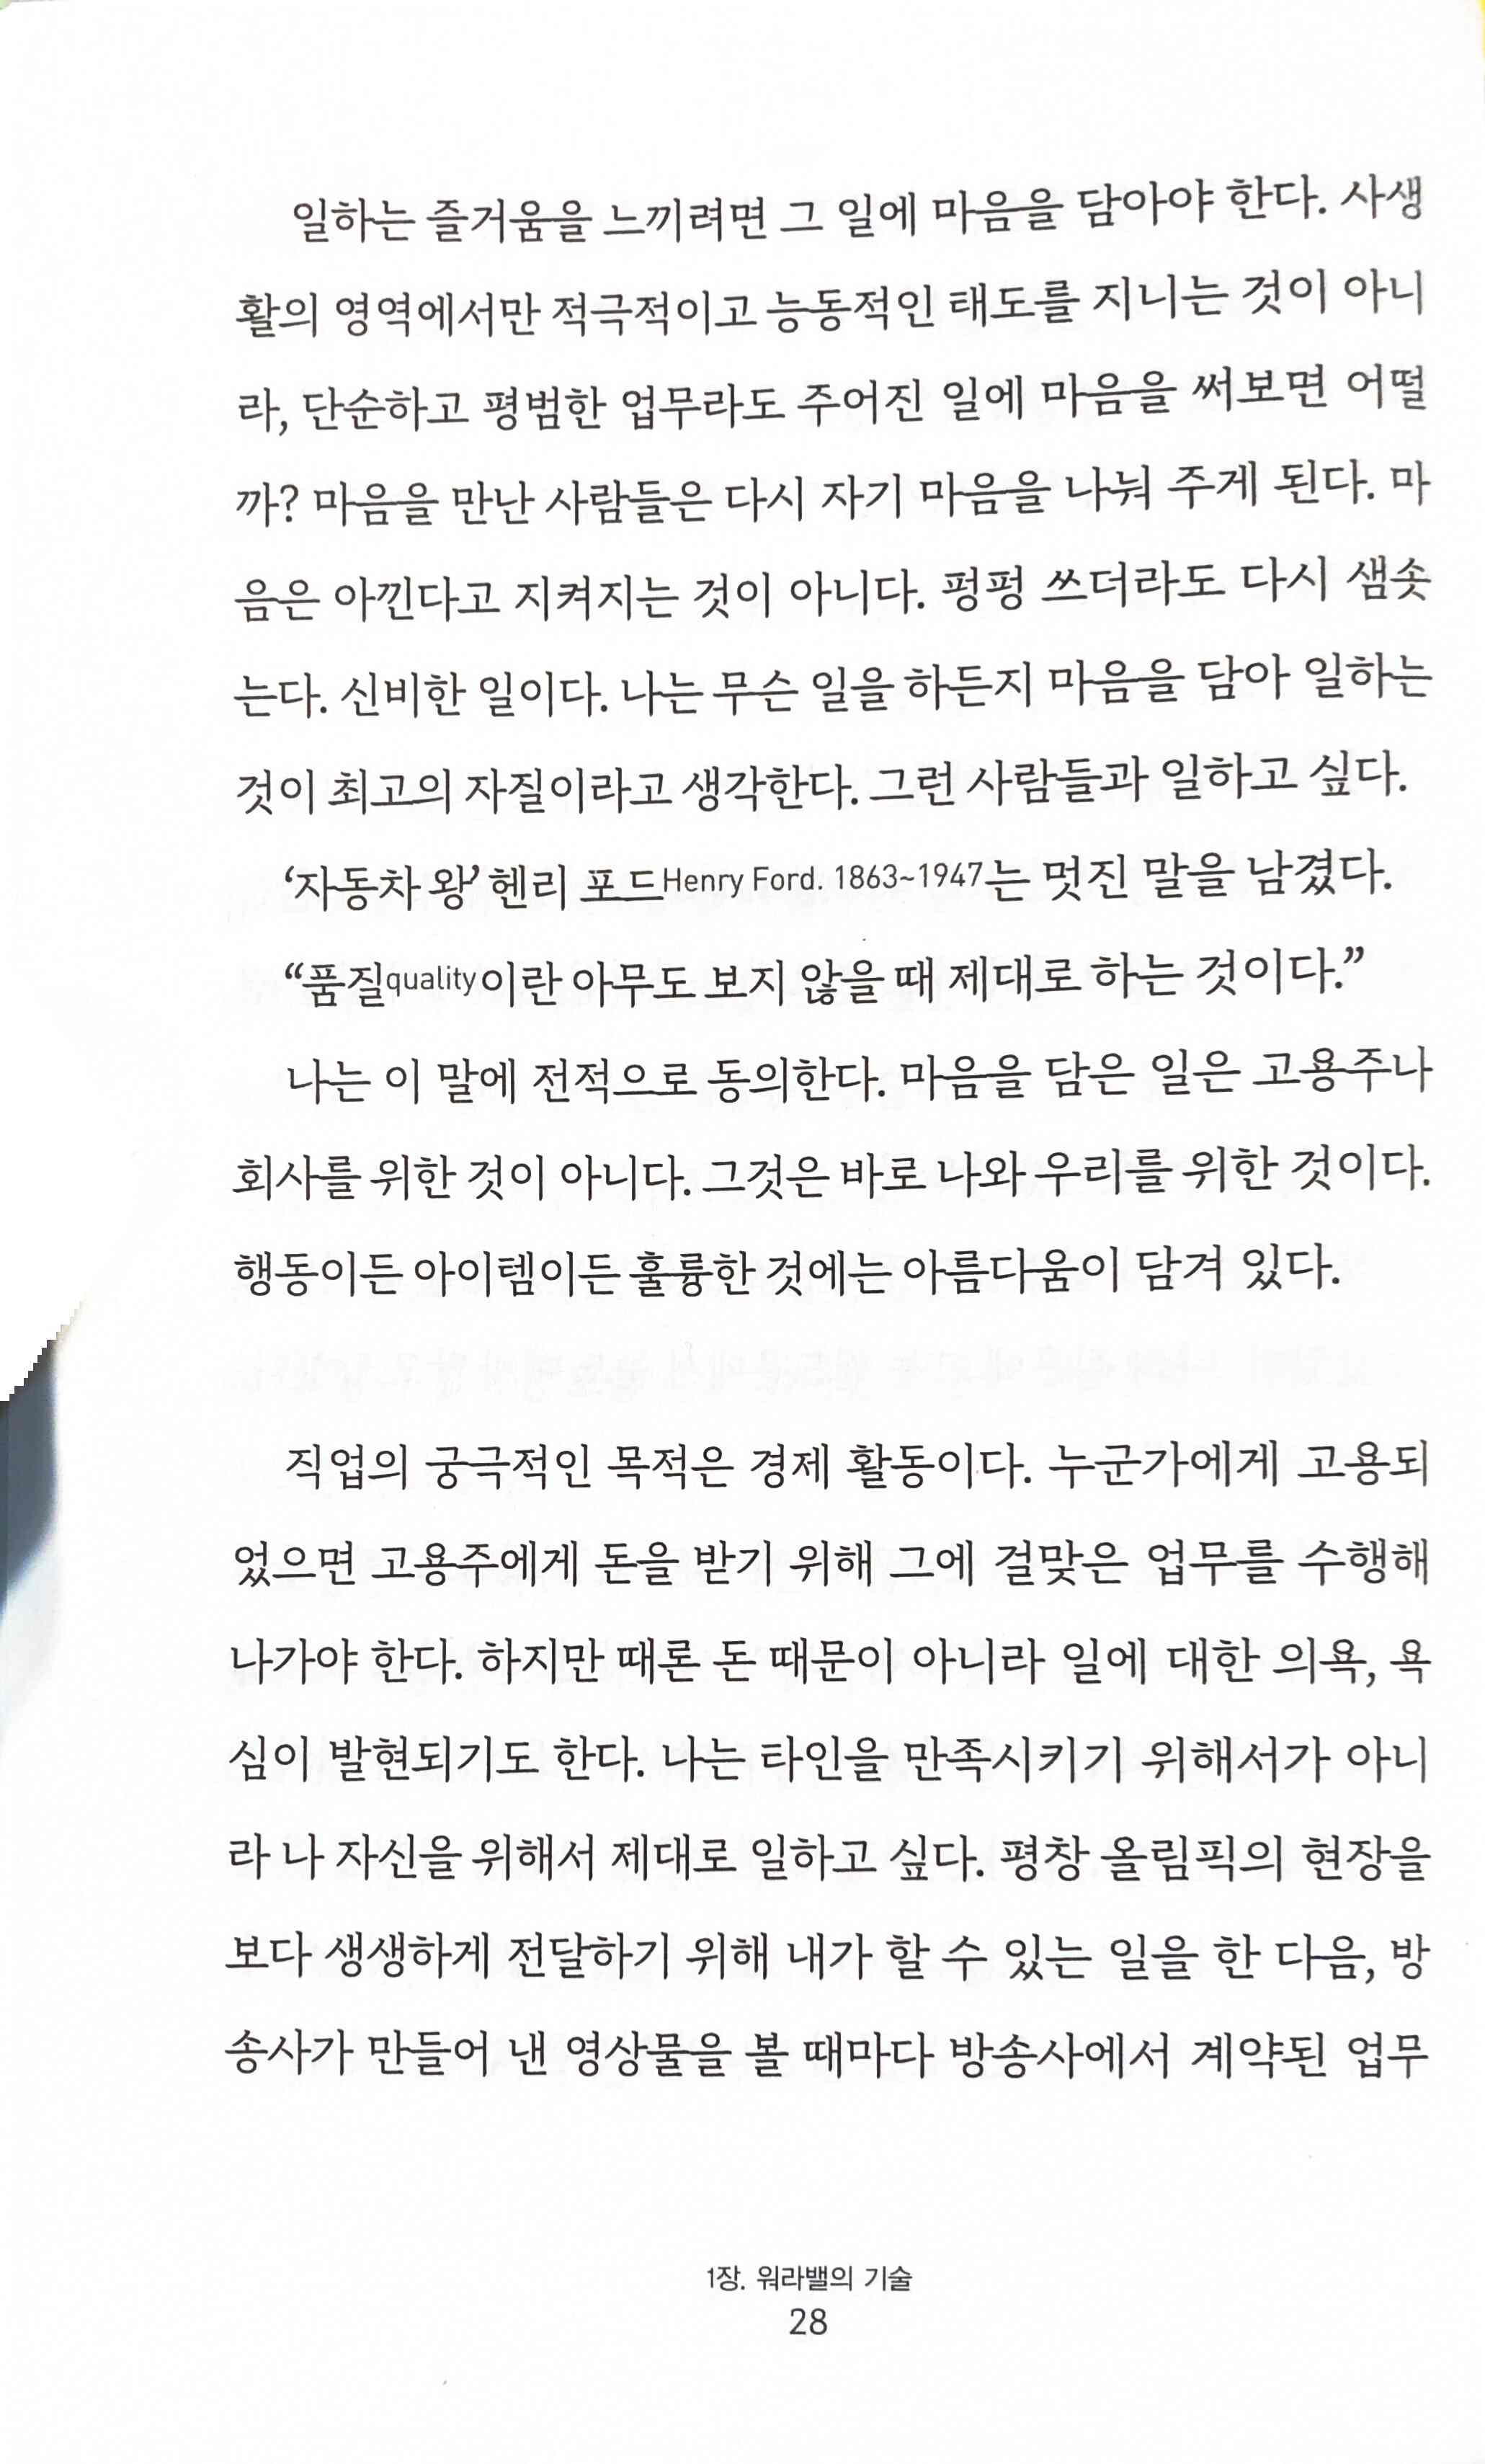 일하는 즐거움을 느끼려면 그 일에 마음을 담아야 한다. 사생
활의 영역에서만 적극적이고 능동적인 태도를 지니는 것이 아니
라, 단순하고 평범한 업무라도 주어진 일에 마음을 써보면 어떨
까? 마음을 만난 사람들은 다시 자기 마음을 나눠 주게 된다. 마
음은 아낀다고 지켜지는 것이 아니다. 펑펑 쓰더라도 다시 샘솟
는다. 신비한 일이다. 나는 무슨 일을 하든지 마음을 담아 일하는
것이 최고의 자질이라고 생각한다. 그런 사람들과 일하고 싶다.
‘자동차 왕’ 헨리 포드Henry Ford. 1863~1947는 멋진 말을 남겼다.
“품질quality이란 아무도 보지 않을 때 제대로 하는 것이다.”
나는 이 말에 전적으로 동의한다. 마음을 담은 일은 고용주나
회사를 위한 것이 아니다. 그것은 바로 나와 우리를 위한 것이다.
행동이든 아이템이든 훌륭한 것에는 아름다움이 담겨 있다.
직업의 궁극적인 목적은 경제 활동이다. 누군가에게 고용되
었으면 고용주에게 돈을 받기 위해 그에 걸맞은 업무를 수행해
나가야 한다. 하지만 때론 돈 때문이 아니라 일에 대한 의욕, 욕
심이 발현되기도 한다. 나는 타인을 만족시키기 위해서가 아니
라 나 자신을 위해서 제대로 일하고 싶다. 평창 올림픽의 현장을
보다 생생하게 전달하기 위해 내가 할 수 있는 일을 한 다음, 방
송사가 만들어 낸 영상물을 볼 때마다 방송사에서 계약된 업무
1장. 워라밸의 기술
28